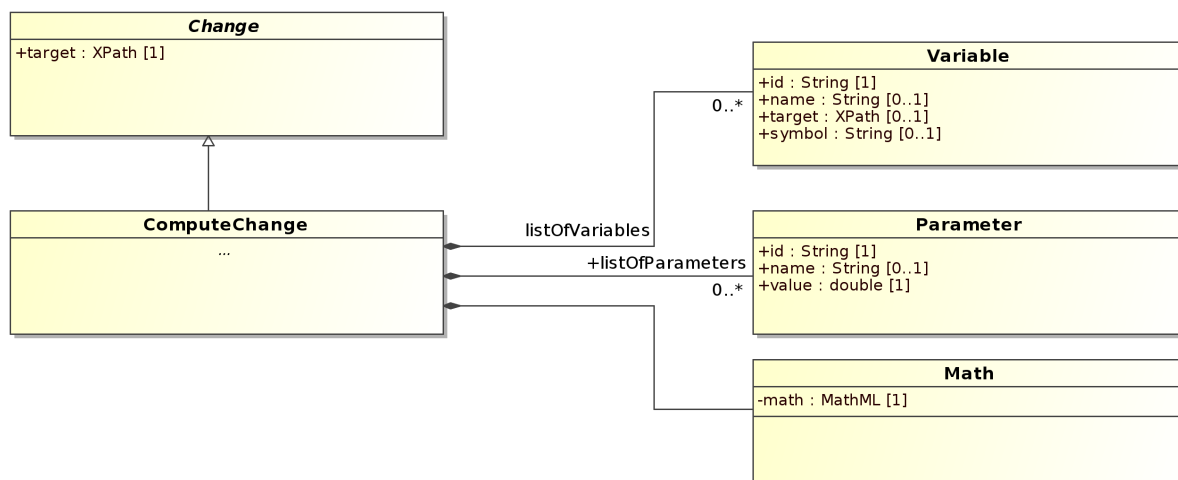 Change
+target : XPath [1]
Variable
+id : String [1]
+name : String [0..1]
+target : XPath [0..1]
+symbol : String [0..1]
0..*
ComputeChange
...
listOfVariables
+listOfParameters
0..*
Parameter
+id : String [1]
+name : String [0..1]
+value : double [1]
Math
-math : MathML [1]